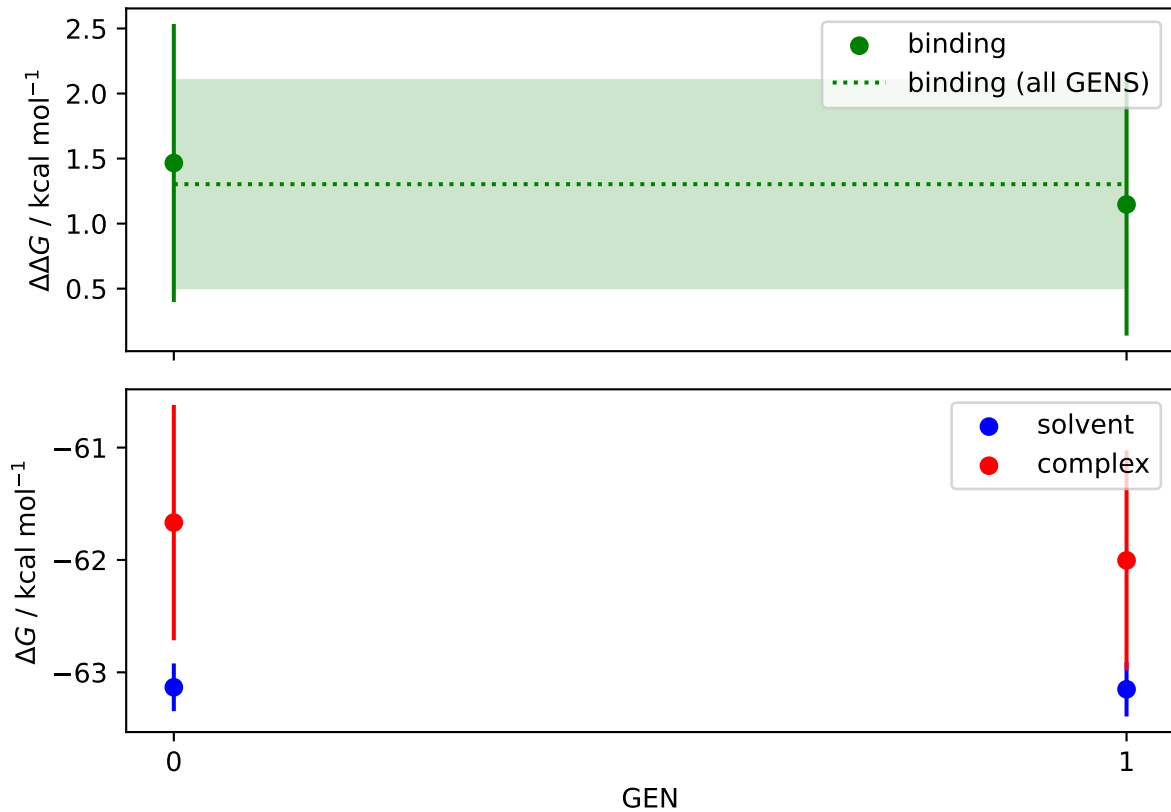 2.5
2.0
1.5
1.0
0.5
ΔΔG / kcal mol⁻¹
binding
binding (all GENS)
−61
−62
−63
ΔG / kcal mol⁻¹
solvent
complex
0
1
GEN